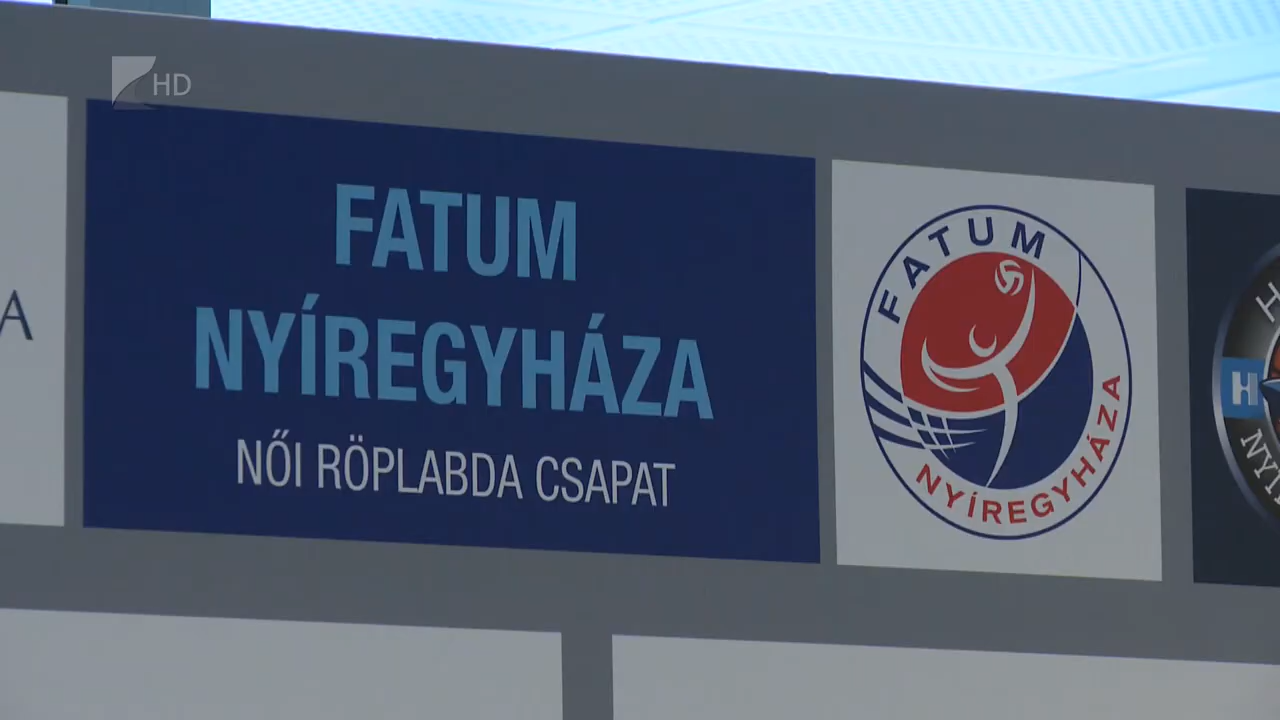 HD
FATUM
NYÍREGYHÁZA
NŐI RÖPLABDA CSAPAT
FATUM
NYÍREGYHÁZA
A
H